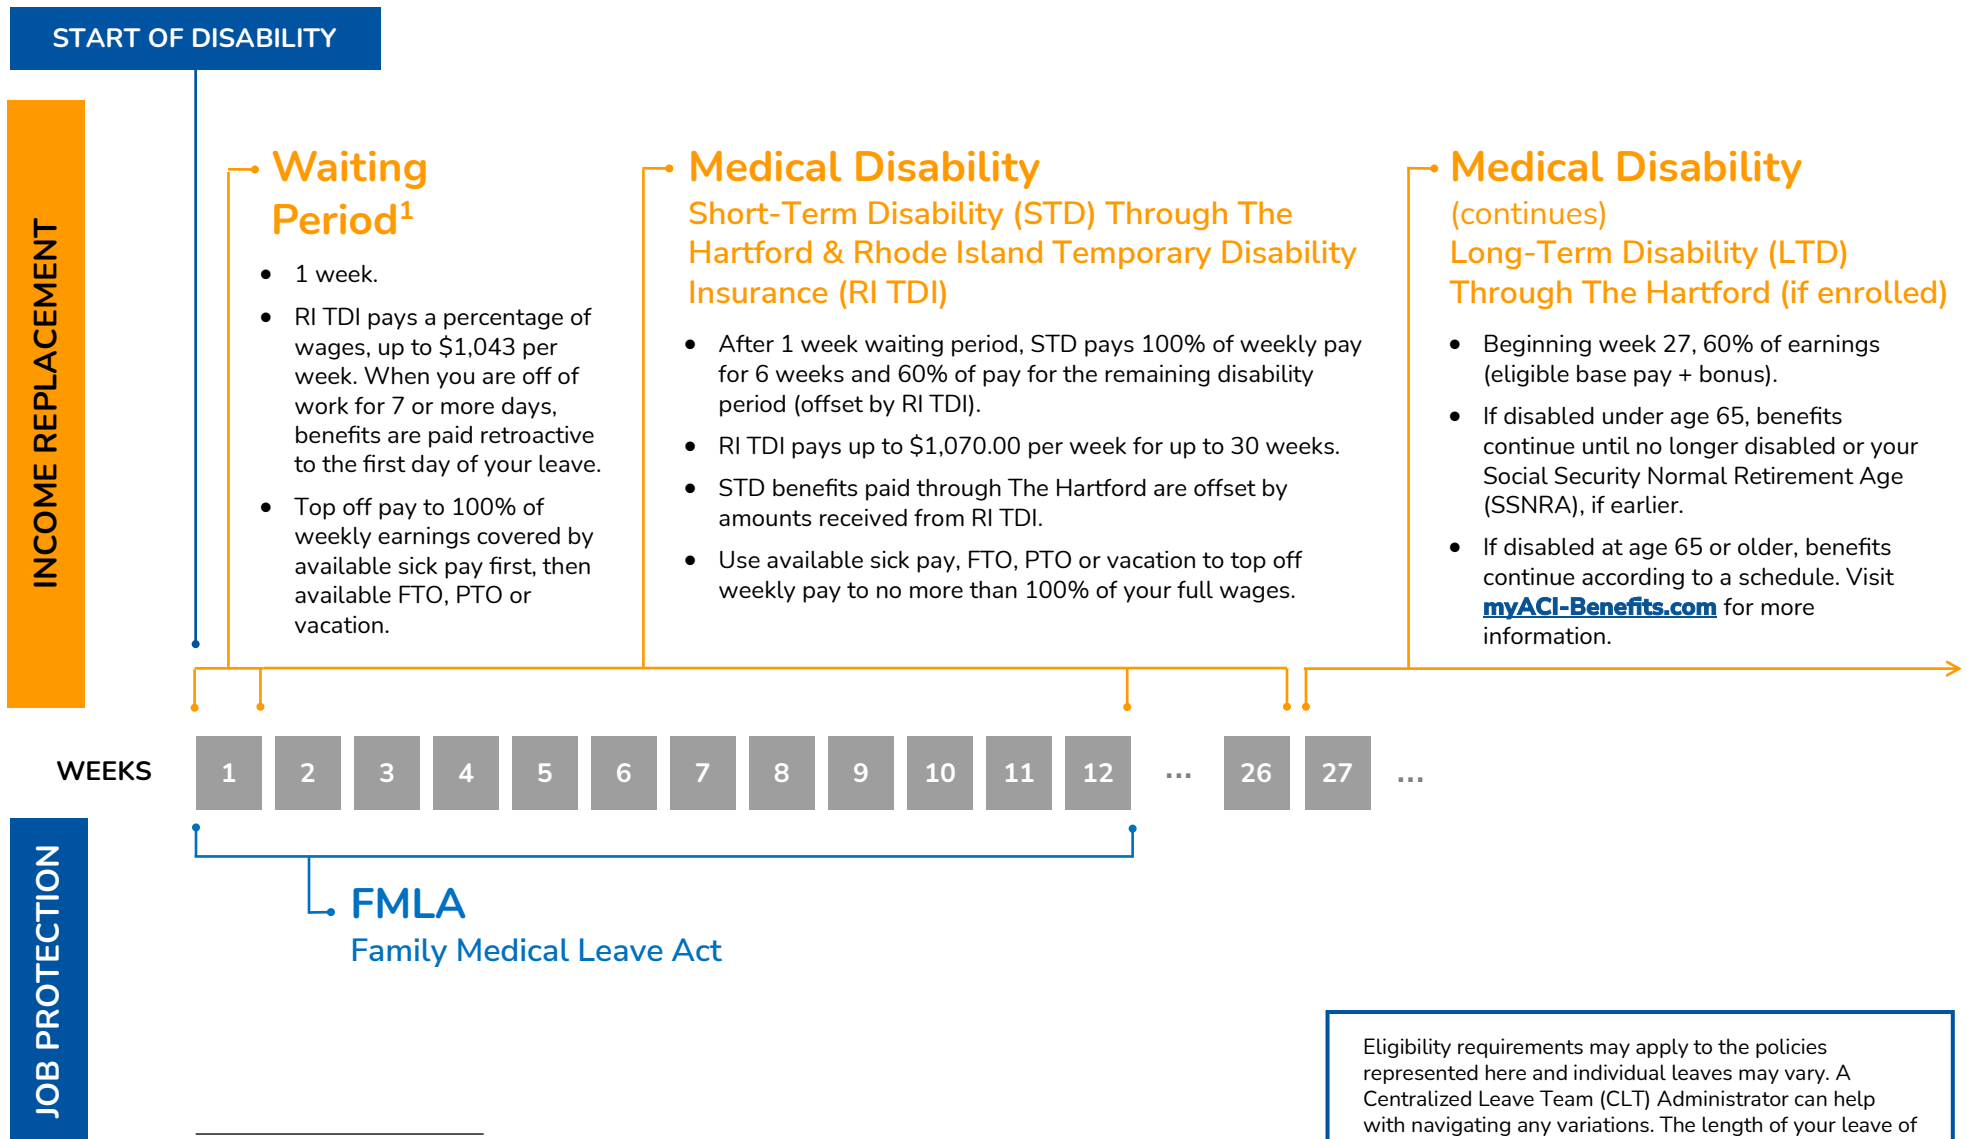 START OF DISABILITY
INCOME REPLACEMENT
Waiting
Period¹
• 1 week.
• RI TDI pays a percentage of
wages, up to $1,043 per
week. When you are off of
work for 7 or more days,
benefits are paid retroactive
to the first day of your leave.
• Top off pay to 100% of
weekly earnings covered by
available sick pay first, then
available FTO, PTO or
vacation.
Medical Disability
Short-Term Disability (STD) Through The
Hartford & Rhode Island Temporary Disability
Insurance (RI TDI)
• After 1 week waiting period, STD pays 100% of weekly pay
for 6 weeks and 60% of pay for the remaining disability
period (offset by RI TDI).
• RI TDI pays up to $1,070.00 per week for up to 30 weeks.
• STD benefits paid through The Hartford are offset by
amounts received from RI TDI.
• Use available sick pay, FTO, PTO or vacation to top off
weekly pay to no more than 100% of your full wages.
Medical Disability
(continues)
Long-Term Disability (LTD)
Through The Hartford (if enrolled)
• Beginning week 27, 60% of earnings
(eligible base pay + bonus).
• If disabled under age 65, benefits
continue until no longer disabled or your
Social Security Normal Retirement Age
(SSNRA), if earlier.
• If disabled at age 65 or older, benefits
continue according to a schedule. Visit
myACI-Benefits.com for more
information.
WEEKS 1 2 3 4 5 6 7 8 9 10 11 12 ... 26 27 ...
JOB PROTECTION
FMLA
Family Medical Leave Act
Eligibility requirements may apply to the policies
represented here and individual leaves may vary. A
Centralized Leave Team (CLT) Administrator can help
with navigating any variations. The length of your leave of